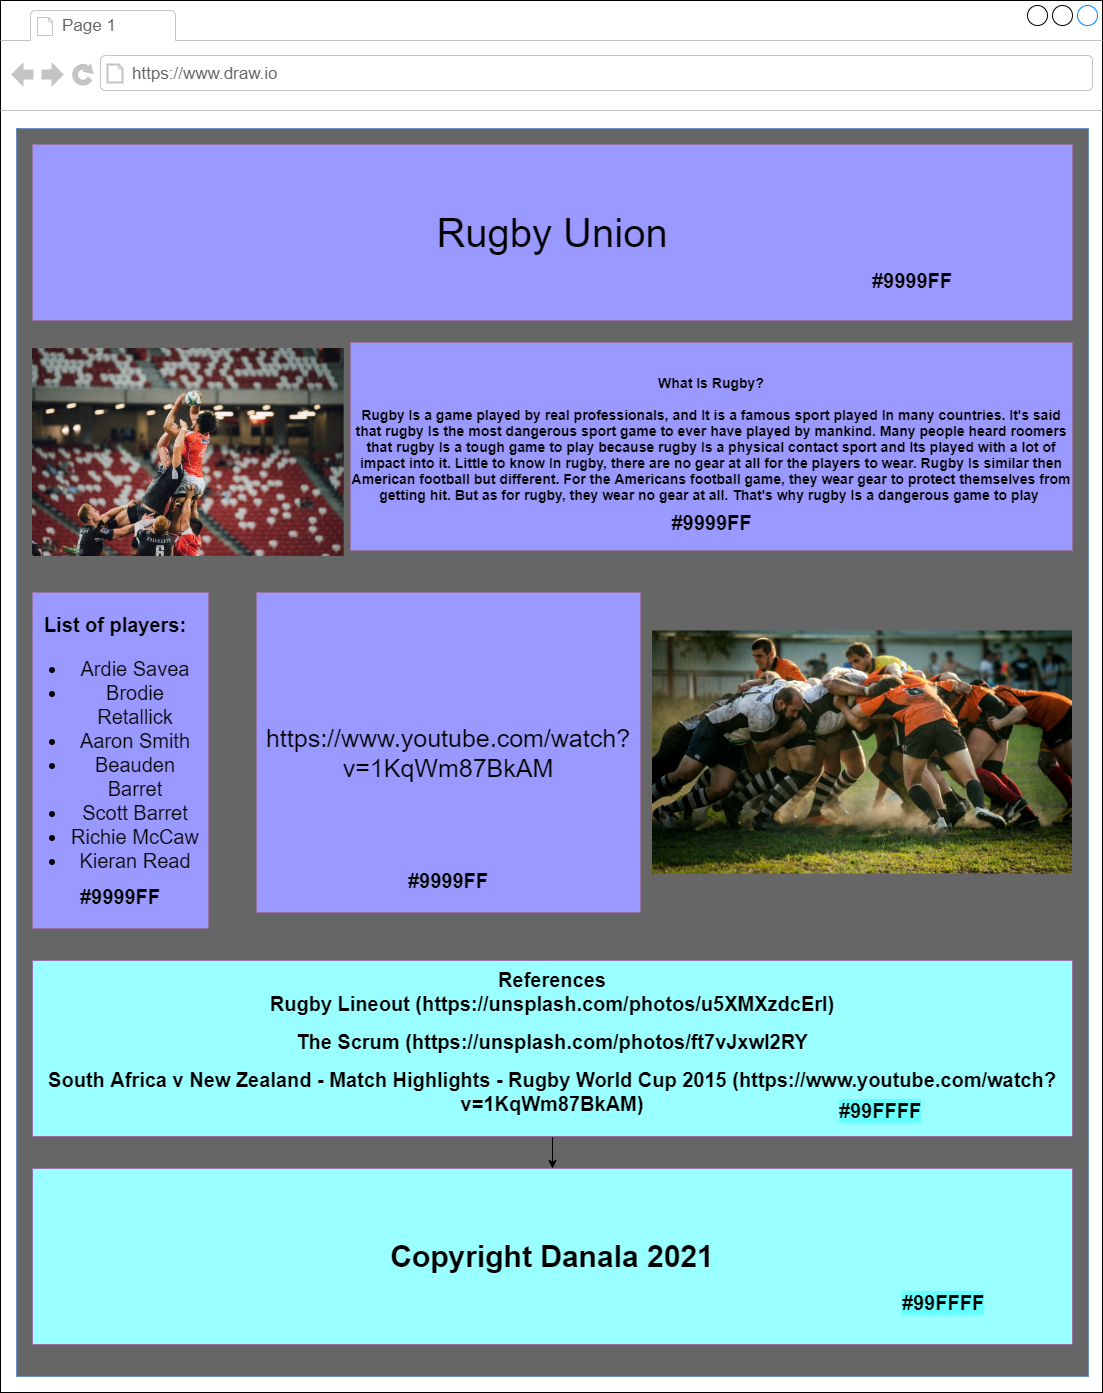 Page 1
https://www.draw.io
Rugby Union
#9999FF
What Is Rugby?
Rugby Is a game played by real professionals, and It is a famous sport played In many countries. It's said
that rugby Is the most dangerous sport game to ever have played by mankind. Many people heard roomers
that rugby Is a tough game to play because rugby Is a physical contact sport and Its played with a lot of
impact into it. Little to know In rugby, there are no gear at all for the players to wear. Rugby Is similar then
American football but different. For the Americans football game, they wear gear to protect themselves from
getting hit. But as for rugby, they wear no gear at all. That's why rugby Is a dangerous game to play
#9999FF
List of players:
• Ardie Savea
• Brodie
Retallick
• Aaron Smith
• Beauden
Barret
• Scott Barret
• Richie McCaw
• Kieran Read
#9999FF
https://www.youtube.com/watch?
v=1KqWm87BkAM
#9999FF
References
Rugby Lineout (https://unsplash.com/photos/u5XMXzdcErI)
The Scrum (https://unsplash.com/photos/ft7vJxwl2RY
South Africa v New Zealand - Match Highlights - Rugby World Cup 2015 (https://www.youtube.com/watch?
v=1KqWm87BkAM)
#99FFFF
Copyright Danala 2021
#99FFFF